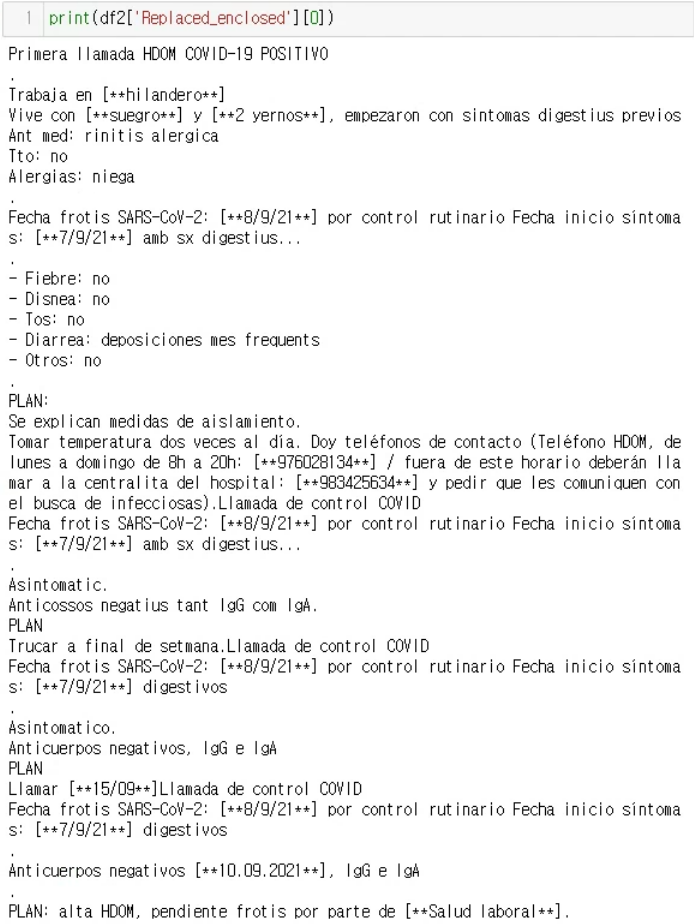 1 print(df2['Replaced_enclosed'][0])
Primera llamada HDOM COVID-19 POSITIVO
.
Trabaja en [**hilandero**]
Vive con [**suegro**] y [**2 yernos**], empezaron con sintomas digestius previos
Ant med: rinitis alergica
Tto: no
Alergias: niega
.
Fecha frotis SARS-CoV-2: [**8/9/21**] por control rutinario Fecha inicio síntoma
s: [**7/9/21**] amb sx digestius...
.
- Fiebre: no
- Disnea: no
- Tos: no
- Diarrea: deposiciones mes frequents
- Otros: no
.
PLAN:
Se explican medidas de aislamiento.
Tomar temperatura dos veces al día. Doy teléfonos de contacto (Teléfono HDOM, de
lunes a domingo de 8h a 20h: [**976028134**] / fuera de este horario deberán lla
mar a la centralita del hospital: [**983425634**] y pedir que les comuniquen con
el busca de infecciosas).Llamada de control COVID
Fecha frotis SARS-CoV-2: [**8/9/21**] por control rutinario Fecha inicio síntoma
s: [**7/9/21**] amb sx digestius...
.
Asintomatic.
Anticossos negatius tant IgG com IgA.
PLAN
Trucar a final de setmana.Llamada de control COVID
Fecha frotis SARS-CoV-2: [**8/9/21**] por control rutinario Fecha inicio síntoma
s: [**7/9/21**] digestivos
.
Asintomatico.
Anticuerpos negativos, IgG e IgA
PLAN
Llamar [**15/09**]Llamada de control COVID
Fecha frotis SARS-CoV-2: [**8/9/21**] por control rutinario Fecha inicio síntoma
s: [**7/9/21**] digestivos
.
Anticuerpos negativos [**10.09.2021**], IgG e IgA
.
PLAN: alta HDOM, pendiente frotis por parte de [**Salud laboral**].